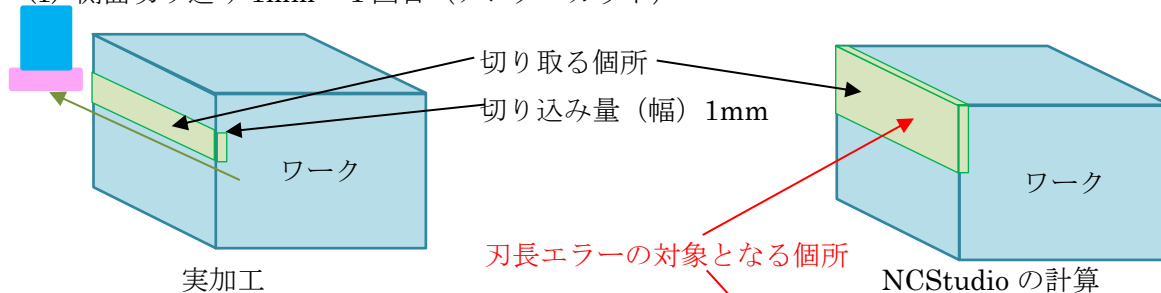 切り取る個所
切り込み量（幅）1mm
ワーク
ワーク
刃長エラーの対象となる個所
実加工
NCStudio の計算